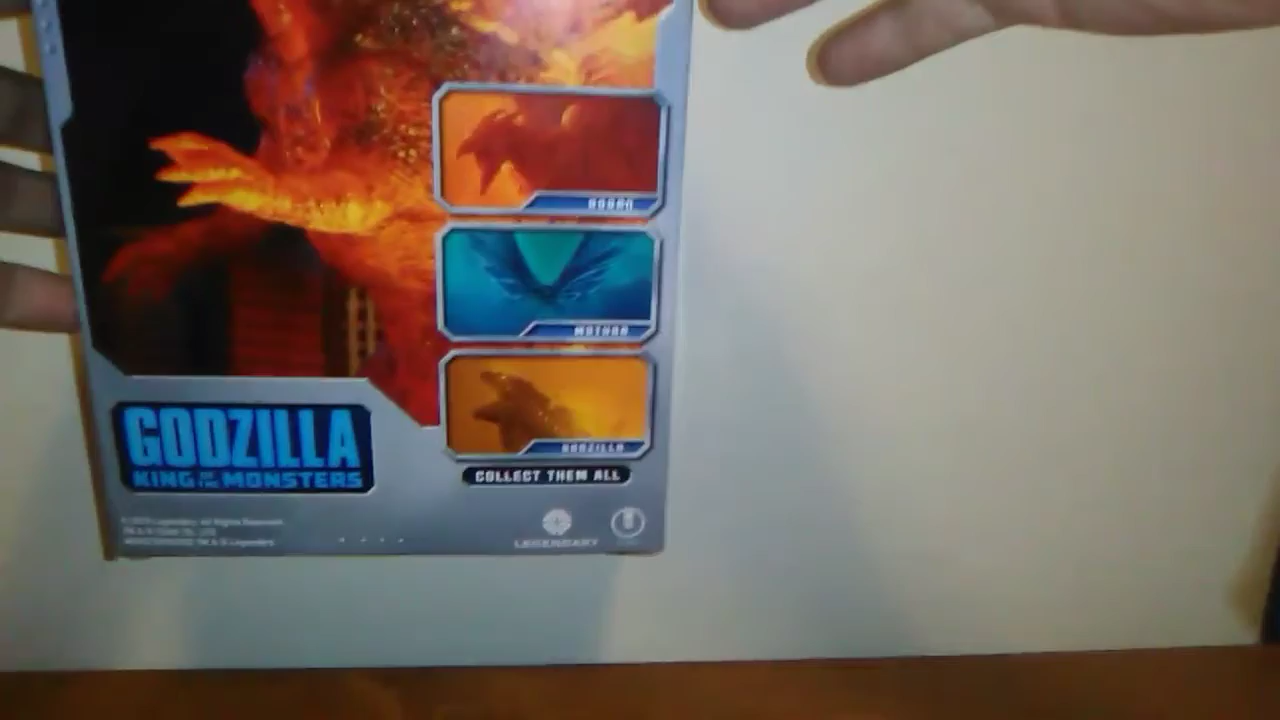 RODAN
MOTHRA
GODZILLA
COLLECT THEM ALL
GODZILLA
KING OF THE MONSTERS
LEGENDARY